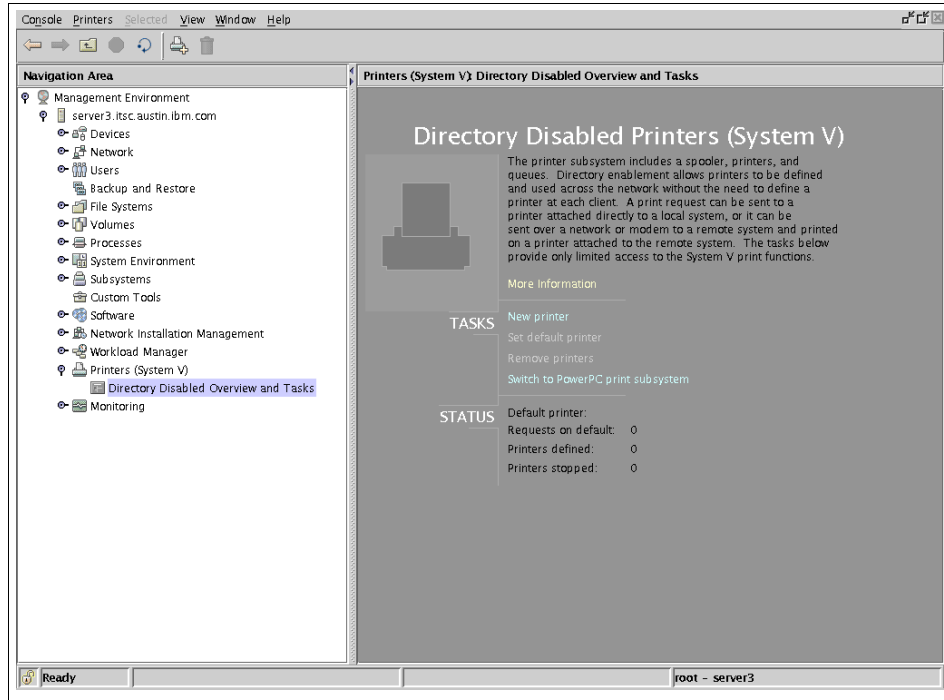 Console Printers Selected View Window Help
Navigation Area
Management Environment
server3.itsc.austin.ibm.com
Devices
Network
Users
Backup and Restore
File Systems
Volumes
Processes
System Environment
Subsystems
Custom Tools
Software
Network Installation Management
Workload Manager
Printers (System V)
Directory Disabled Overview and Tasks
Monitoring
Printers (System V): Directory Disabled Overview and Tasks
Directory Disabled Printers (System V)
The printer subsystem includes a spooler, printers, and
queues. Directory enablement allows printers to be defined
and used across the network without the need to define a
printer at each client. A print request can be sent to a
printer attached directly to a local system, or it can be
sent over a network or modem to a remote system and printed
on a printer attached to the remote system. The tasks below
provide only limited access to the System V print functions.
More Information
TASKS
New printer
Set default printer
Remove printers
Switch to PowerPC print subsystem
STATUS
Default printer:
Requests on default: 0
Printers defined: 0
Printers stopped: 0
Ready
root - server3